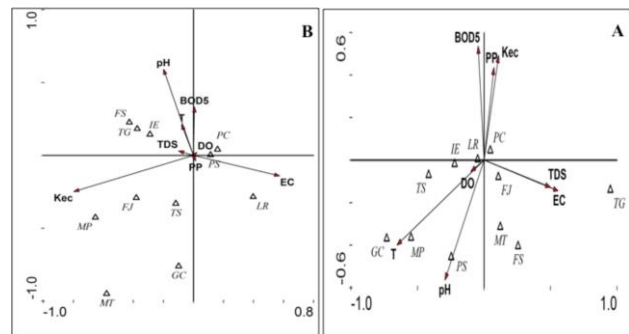 1.0
B
pH
BOD5
T
FS
TG
IE
DO
PC
TDS
PP
PS
EC
Kec
MP
FJ
TS
LR
GC
MT
-1.0
-1.0
0.8
0.6
A
BOD5
PP
Kec
PC
LR
IE
DO
TS
FJ
TDS
EC
TG
GC
T
MP
MT
FS
PS
pH
-0.6
-1.0
1.0